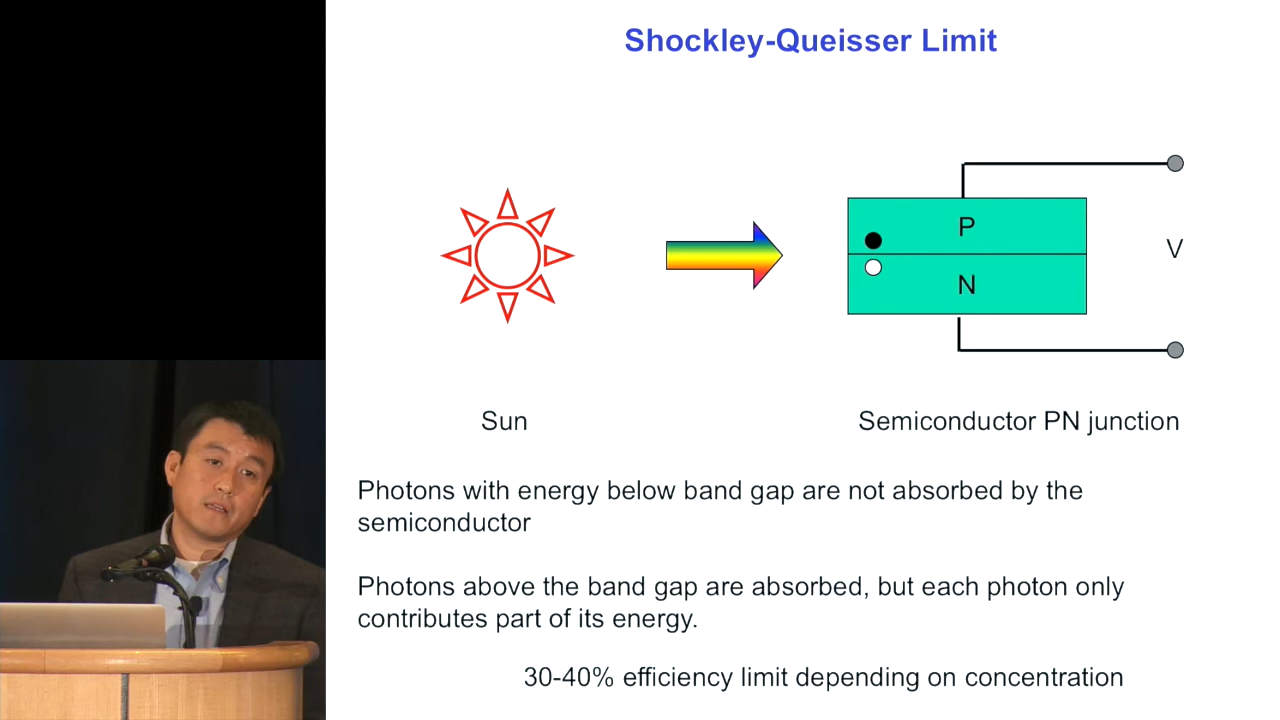 Shockley-Queisser Limit
P
N
V
Sun
Semiconductor PN junction
Photons with energy below band gap are not absorbed by the
semiconductor
Photons above the band gap are absorbed, but each photon only
contributes part of its energy.
30-40% efficiency limit depending on concentration